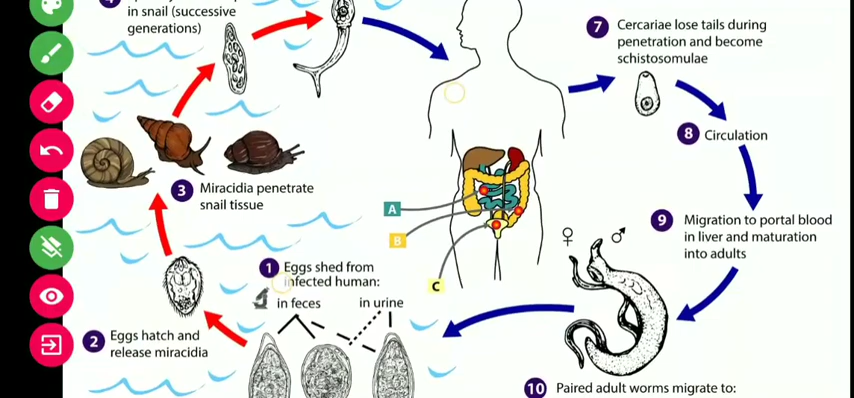 4
in snail (successive
generations)
7 Cercariae lose tails during
penetration and become
schistosomulae
8 Circulation
3 Miracidia penetrate
snail tissue
A
B
C
9 Migration to portal blood
in liver and maturation
into adults
♀ ♂
1 Eggs shed from
infected human:
in feces in urine
2 Eggs hatch and
release miracidia
10 Paired adult worms migrate to: